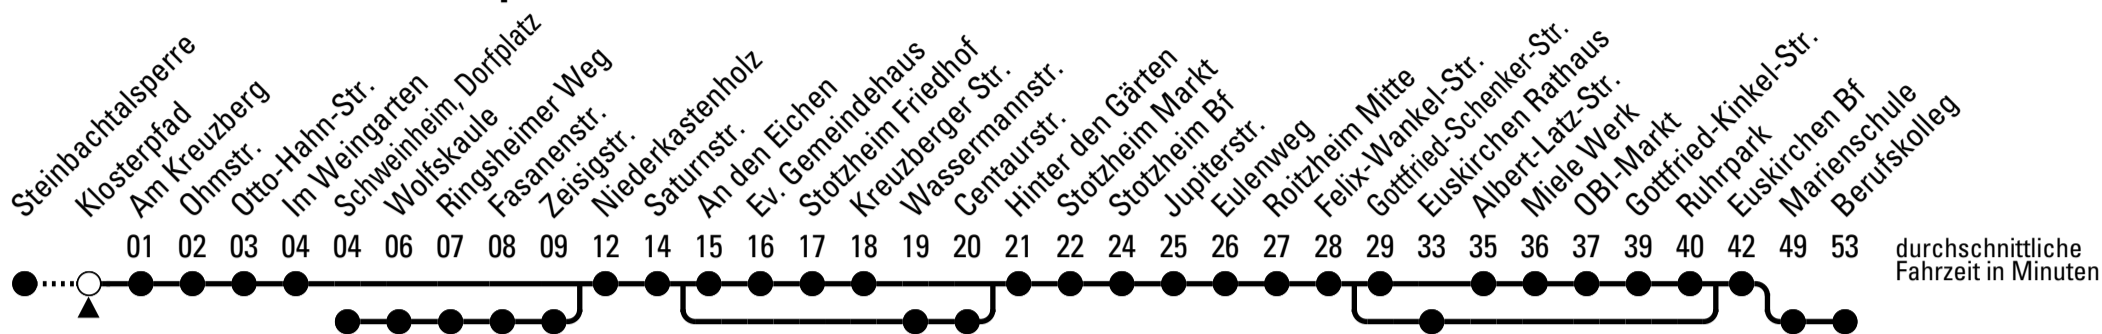 Steinbachtalsperre
Klosterpfad
Am Kreuzberg
Ohmstr.
Otto-Hahn-Str.
Im Weingarten
Schweinheim, Dorfplatz
Wolfskaule
Ringsheimer Weg
Fasanenstr.
Zeisigstr.
Niederkastenholz
Saturnstr.
An den Eichen
Ev. Gemeindehaus
Stotzheim Friedhof
Kreuzberger Str.
Wassermannstr.
Centaurstr.
Hinter den Gärten
Stotzheim Markt
Stotzheim Bf
Jupiterstr.
Eulenweg
Roitzheim Mitte
Felix-Wankel-Str.
Gottfried-Schenker-Str.
Euskirchen Rathaus
Albert-Latz-Str.
Miele Werk
OBI-Markt
Gottfried-Kinkel-Str.
Ruhrpark
Euskirchen Bf
Marienschule
Berufskolleg
01 02 03 04 04 06 07 08 09 12 14 15 16 17 18 19 20 21 22 24 25 26 27 28 29 33 35 36 37 39 40 42 49 53
durchschnittliche
Fahrzeit in Minuten